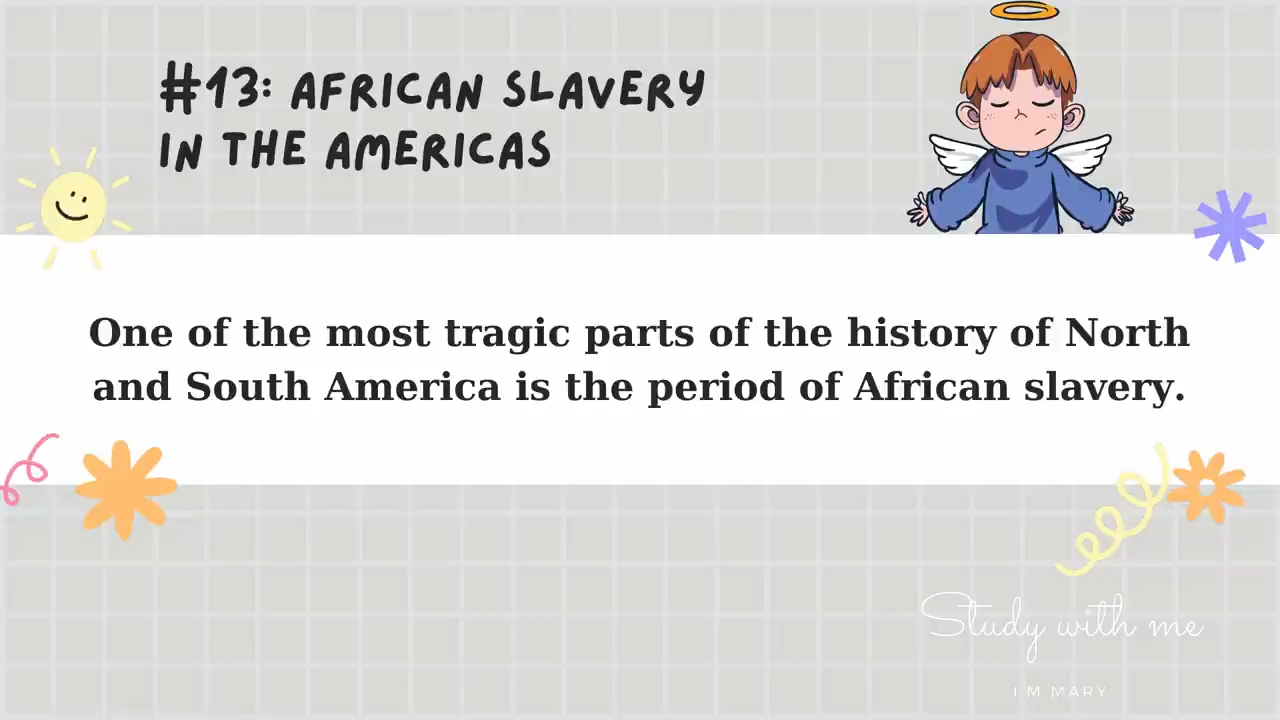 #13: AFRICAN SLAVERY
IN THE AMERICAS
One of the most tragic parts of the history of North
and South America is the period of African slavery.
Study with me
I'M MARY